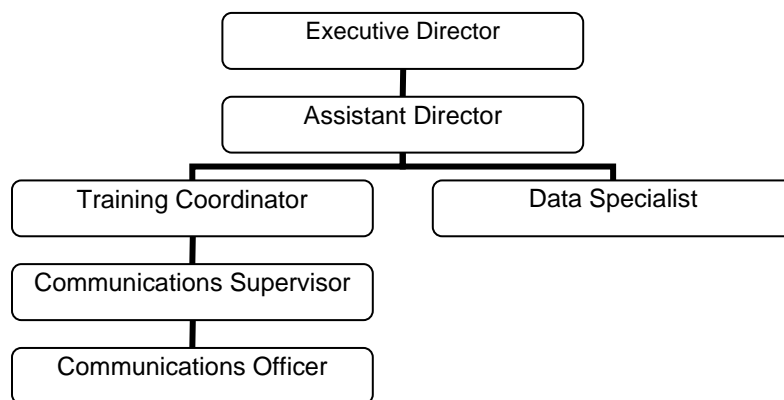 Executive Director
Assistant Director
Training Coordinator
Data Specialist
Communications Supervisor
Communications Officer